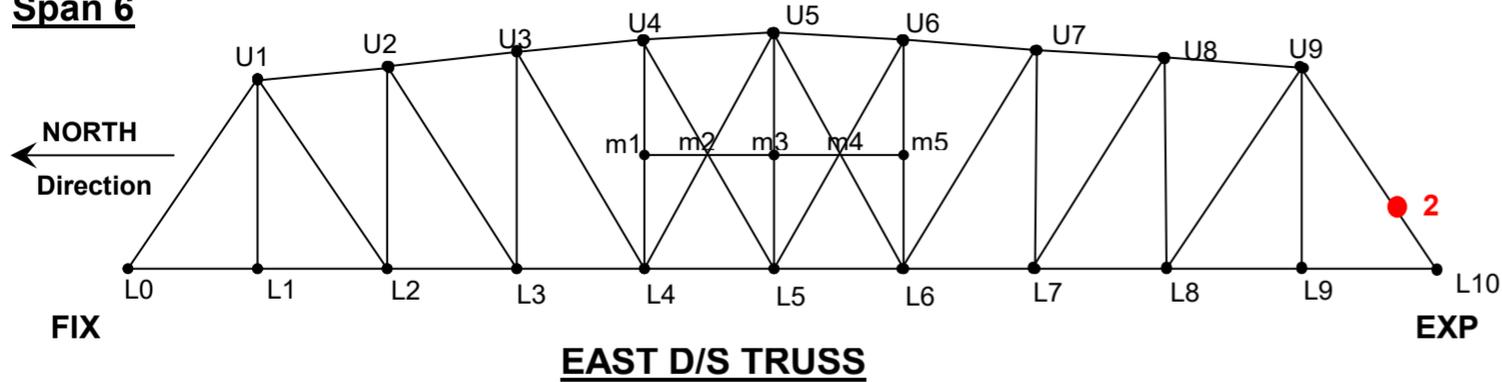 Span 6
U1
U2
U3
U4
U5
U6
U7
U8
U9
NORTH
Direction
m1
m2
m3
m4
m5
2
L0
L1
L2
L3
L4
L5
L6
L7
L8
L9
L10
FIX
EXP
EAST D/S TRUSS